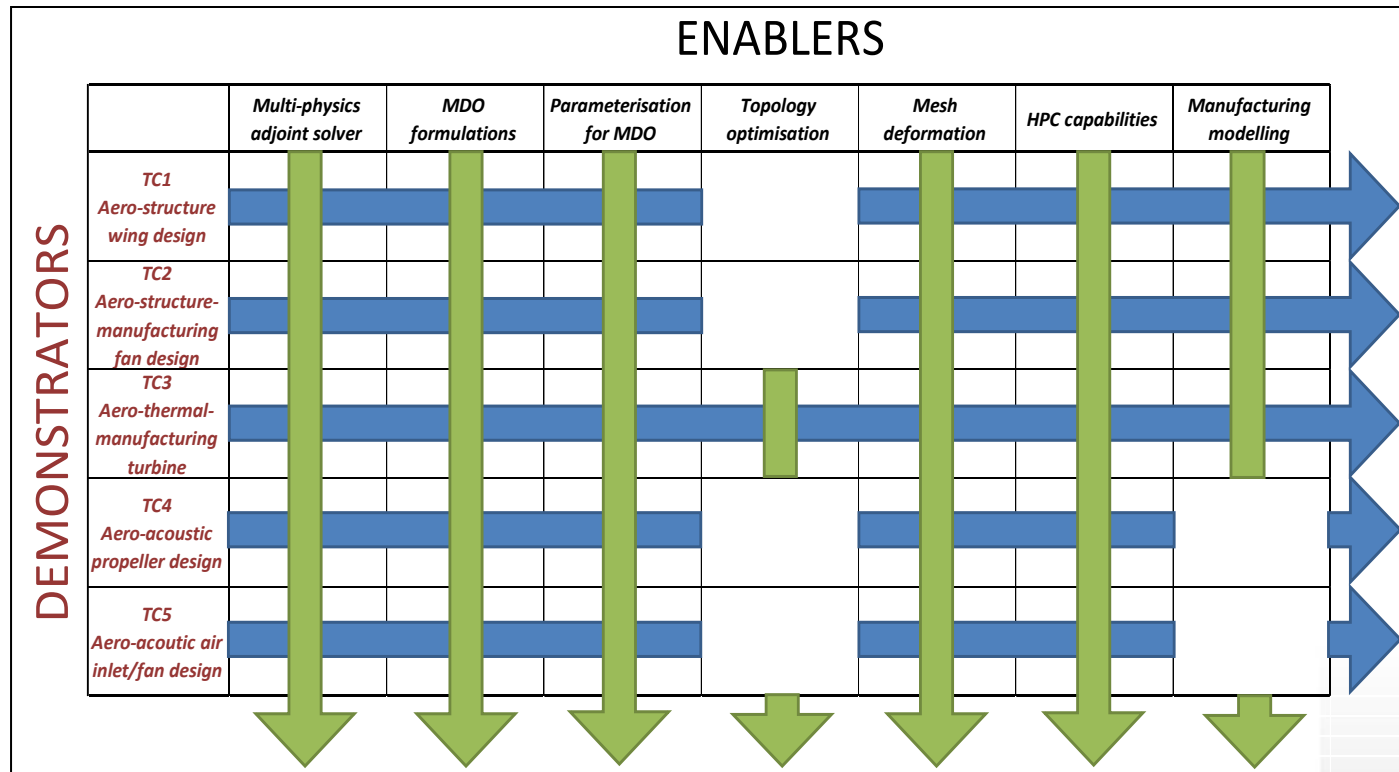 ENABLERS
Multi-physics
adjoint solver
MDO
formulations
Parameterisation
for MDO
Topology
optimisation
Mesh
deformation
HPC capabilities
Manufacturing
modelling
DEMONSTRATORS
TC1
Aero-structure
wing design
TC2
Aero-structure-
manufacturing
fan design
TC3
Aero-thermal-
manufacturing
turbine
TC4
Aero-acoustic
propeller design
TC5
Aero-acoutic air
inlet/fan design